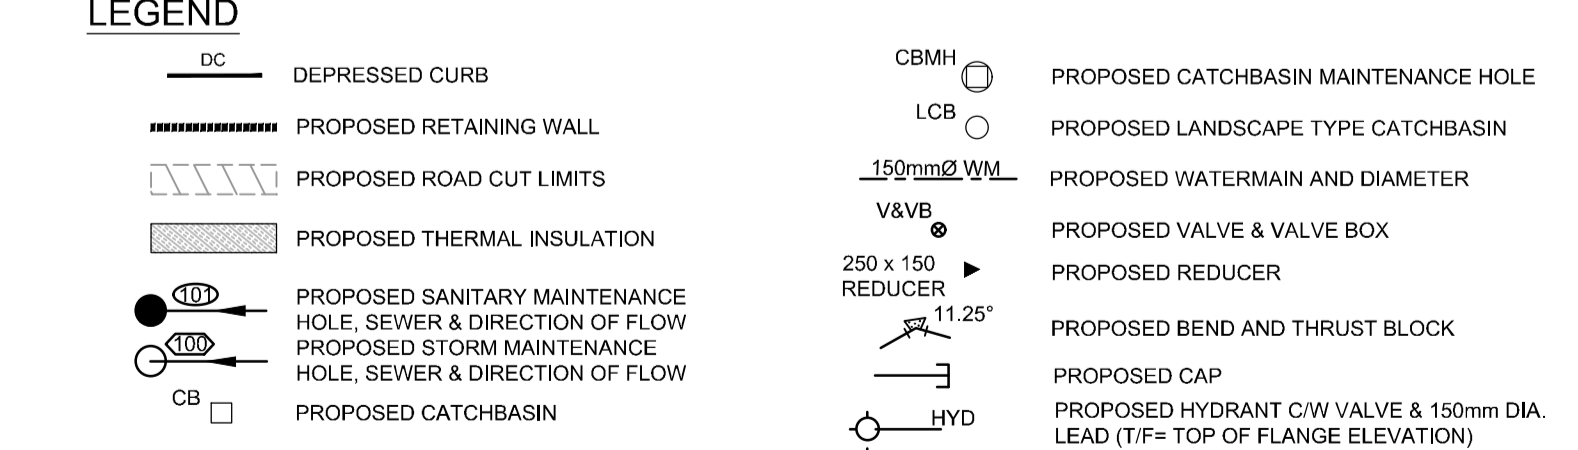 LEGEND
DC
DEPRESSED CURB
PROPOSED RETAINING WALL
PROPOSED ROAD CUT LIMITS
PROPOSED THERMAL INSULATION
101
PROPOSED SANITARY MAINTENANCE
HOLE, SEWER & DIRECTION OF FLOW
100
PROPOSED STORM MAINTENANCE
HOLE, SEWER & DIRECTION OF FLOW
CB
PROPOSED CATCHBASIN
CBMH
PROPOSED CATCHBASIN MAINTENANCE HOLE
LCB
PROPOSED LANDSCAPE TYPE CATCHBASIN
150mmØ WM
PROPOSED WATERMAIN AND DIAMETER
V&VB
PROPOSED VALVE & VALVE BOX
250 x 150
REDUCER
PROPOSED REDUCER
11.25°
PROPOSED BEND AND THRUST BLOCK
PROPOSED CAP
HYD
PROPOSED HYDRANT C/W VALVE & 150mm DIA.
LEAD (T/F= TOP OF FLANGE ELEVATION)